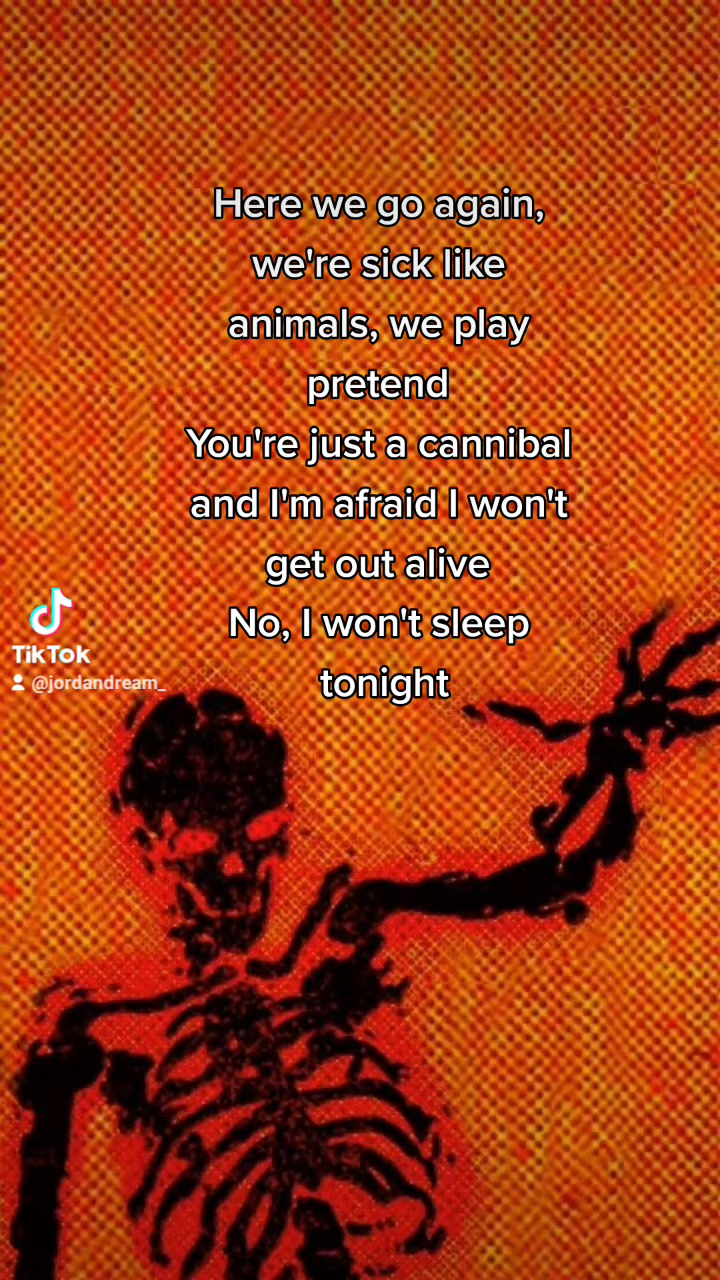 Here we go again,
we're sick like
animals, we play
pretend
You're just a cannibal
and I'm afraid I won't
get out alive
No, I won't sleep
tonight
TikTok
@jordandream_